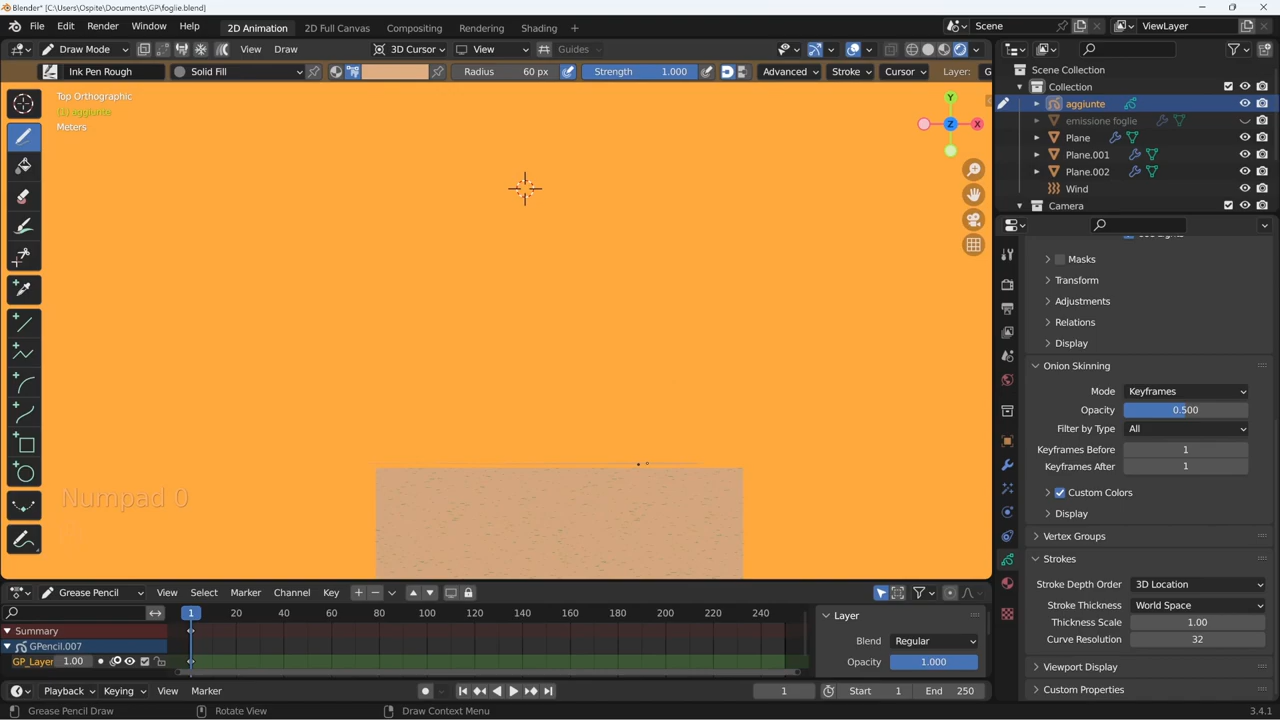 Blender* [C:\Users\Ospite\Documents\GP\foglie.blend]
File Edit Render Window Help 2D Animation 2D Full Canvas Compositing Rendering Shading Scene ViewLayer
Draw Mode View Draw 3D Cursor View Guides
Ink Pen Rough Solid Fill Radius 60 px Strength 1.000 Advanced Stroke Cursor Layer: G
Top Orthographic
(1) aggiunte
Meters
Y
Z X
Numpad 0
Scene Collection
Collection
aggiunte
emissione foglie
Plane
Plane.001
Plane.002
Wind
Camera
Masks
Transform
Adjustments
Relations
Display
Onion Skinning
Mode Keyframes
Opacity 0.500
Filter by Type All
Keyframes Before 1
Keyframes After 1
Custom Colors
Display
Vertex Groups
Strokes
Stroke Depth Order 3D Location
Stroke Thickness World Space
Thickness Scale 1.00
Curve Resolution 32
Viewport Display
Custom Properties
Grease Pencil View Select Marker Channel Key
1 20 40 60 80 100 120 140 160 180 200 220 240
Summary
GPencil.007
GP_Layer 1.00
Layer
Blend Regular
Opacity 1.000
Playback Keying View Marker 1 Start 1 End 250
Grease Pencil Draw Rotate View Draw Context Menu 3.4.1